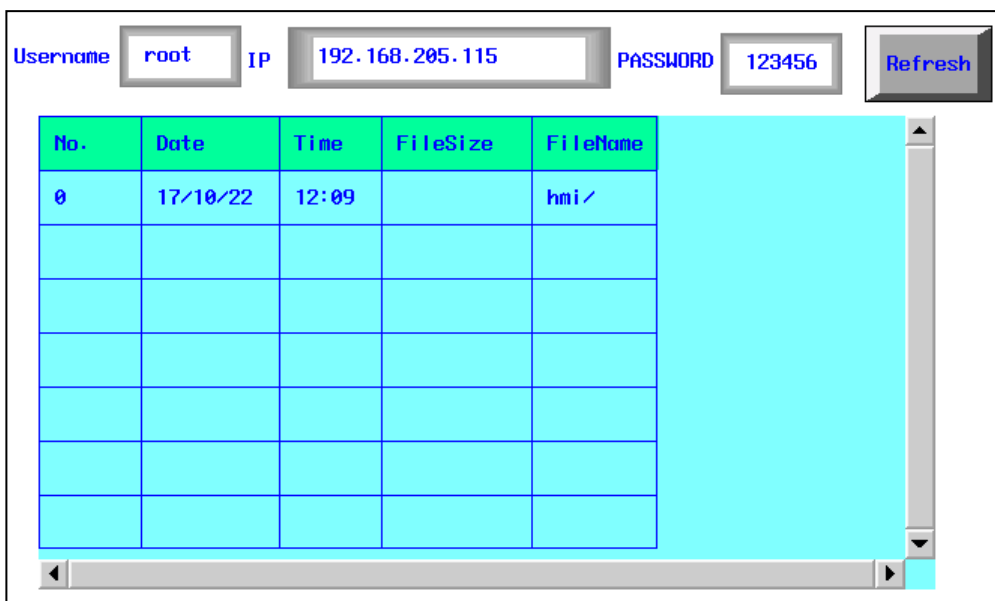 Username root IP 192.168.205.115 PASSWORD 123456 Refresh
No. Date Time FileSize FileName
0 17/10/22 12:09 hmi/